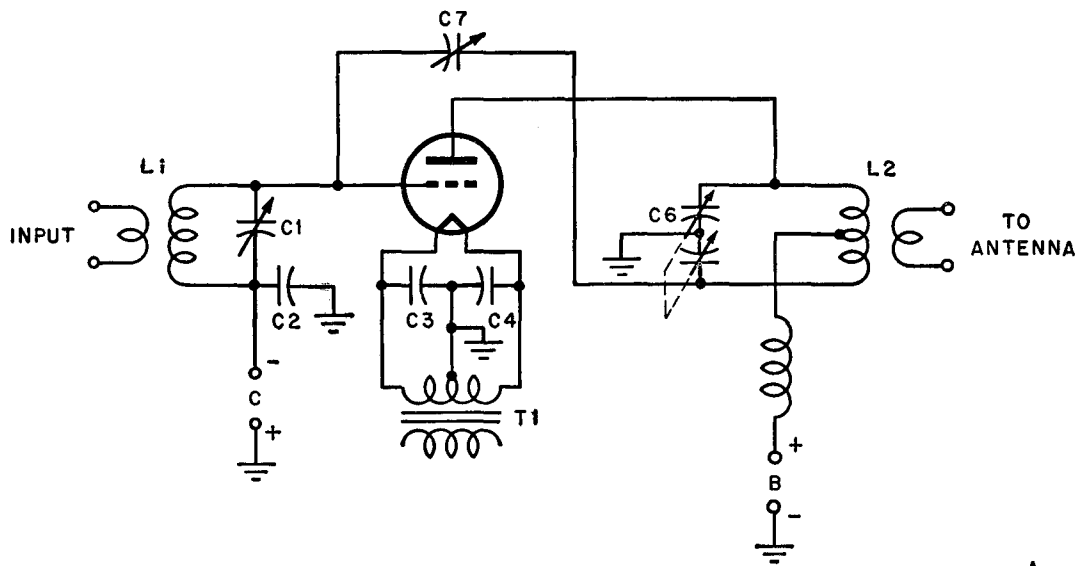 C7
L1
C1
INPUT
C2
C3
C4
T1
-
C
+
C6
L2
TO
ANTENNA
+
B
-